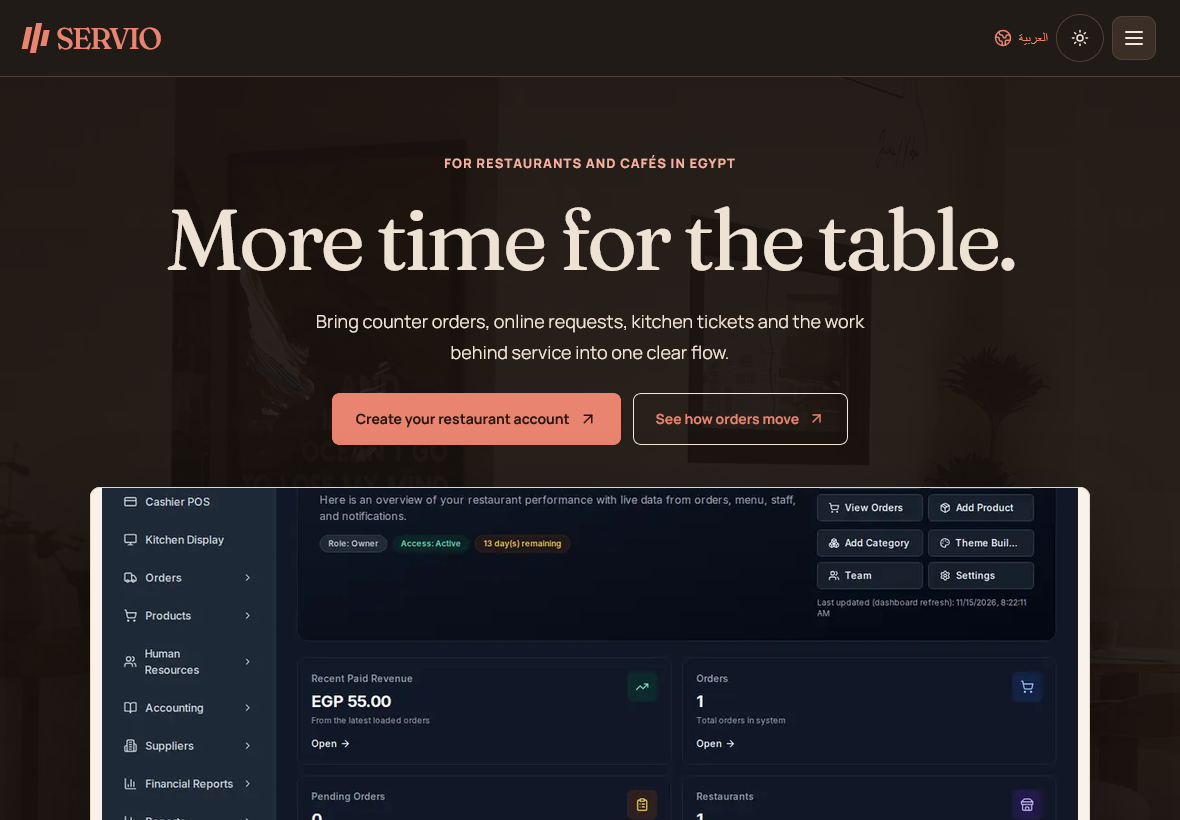 SERVIO
العربية
FOR RESTAURANTS AND CAFÉS IN EGYPT
More time for the table.
Bring counter orders, online requests, kitchen tickets and the work
behind service into one clear flow.
Create your restaurant account
See how orders move
OCEAN I GO
TO LOSE MY MIND
Cashier POS
Kitchen Display
Orders
Products
Human
Resources
Accounting
Suppliers
Financial Reports
Here is an overview of your restaurant performance with live data from orders, menu, staff,
and notifications.
Role: Owner
Access: Active
13 day(s) remaining
View Orders
Add Product
Add Category
Theme Buil...
Team
Settings
Last updated (dashboard refresh): 11/15/2026, 8:22:11
AM
Recent Paid Revenue
EGP 55.00
From the latest loaded orders
Open →
Orders
1
Total orders in system
Open →
Pending Orders
Restaurants